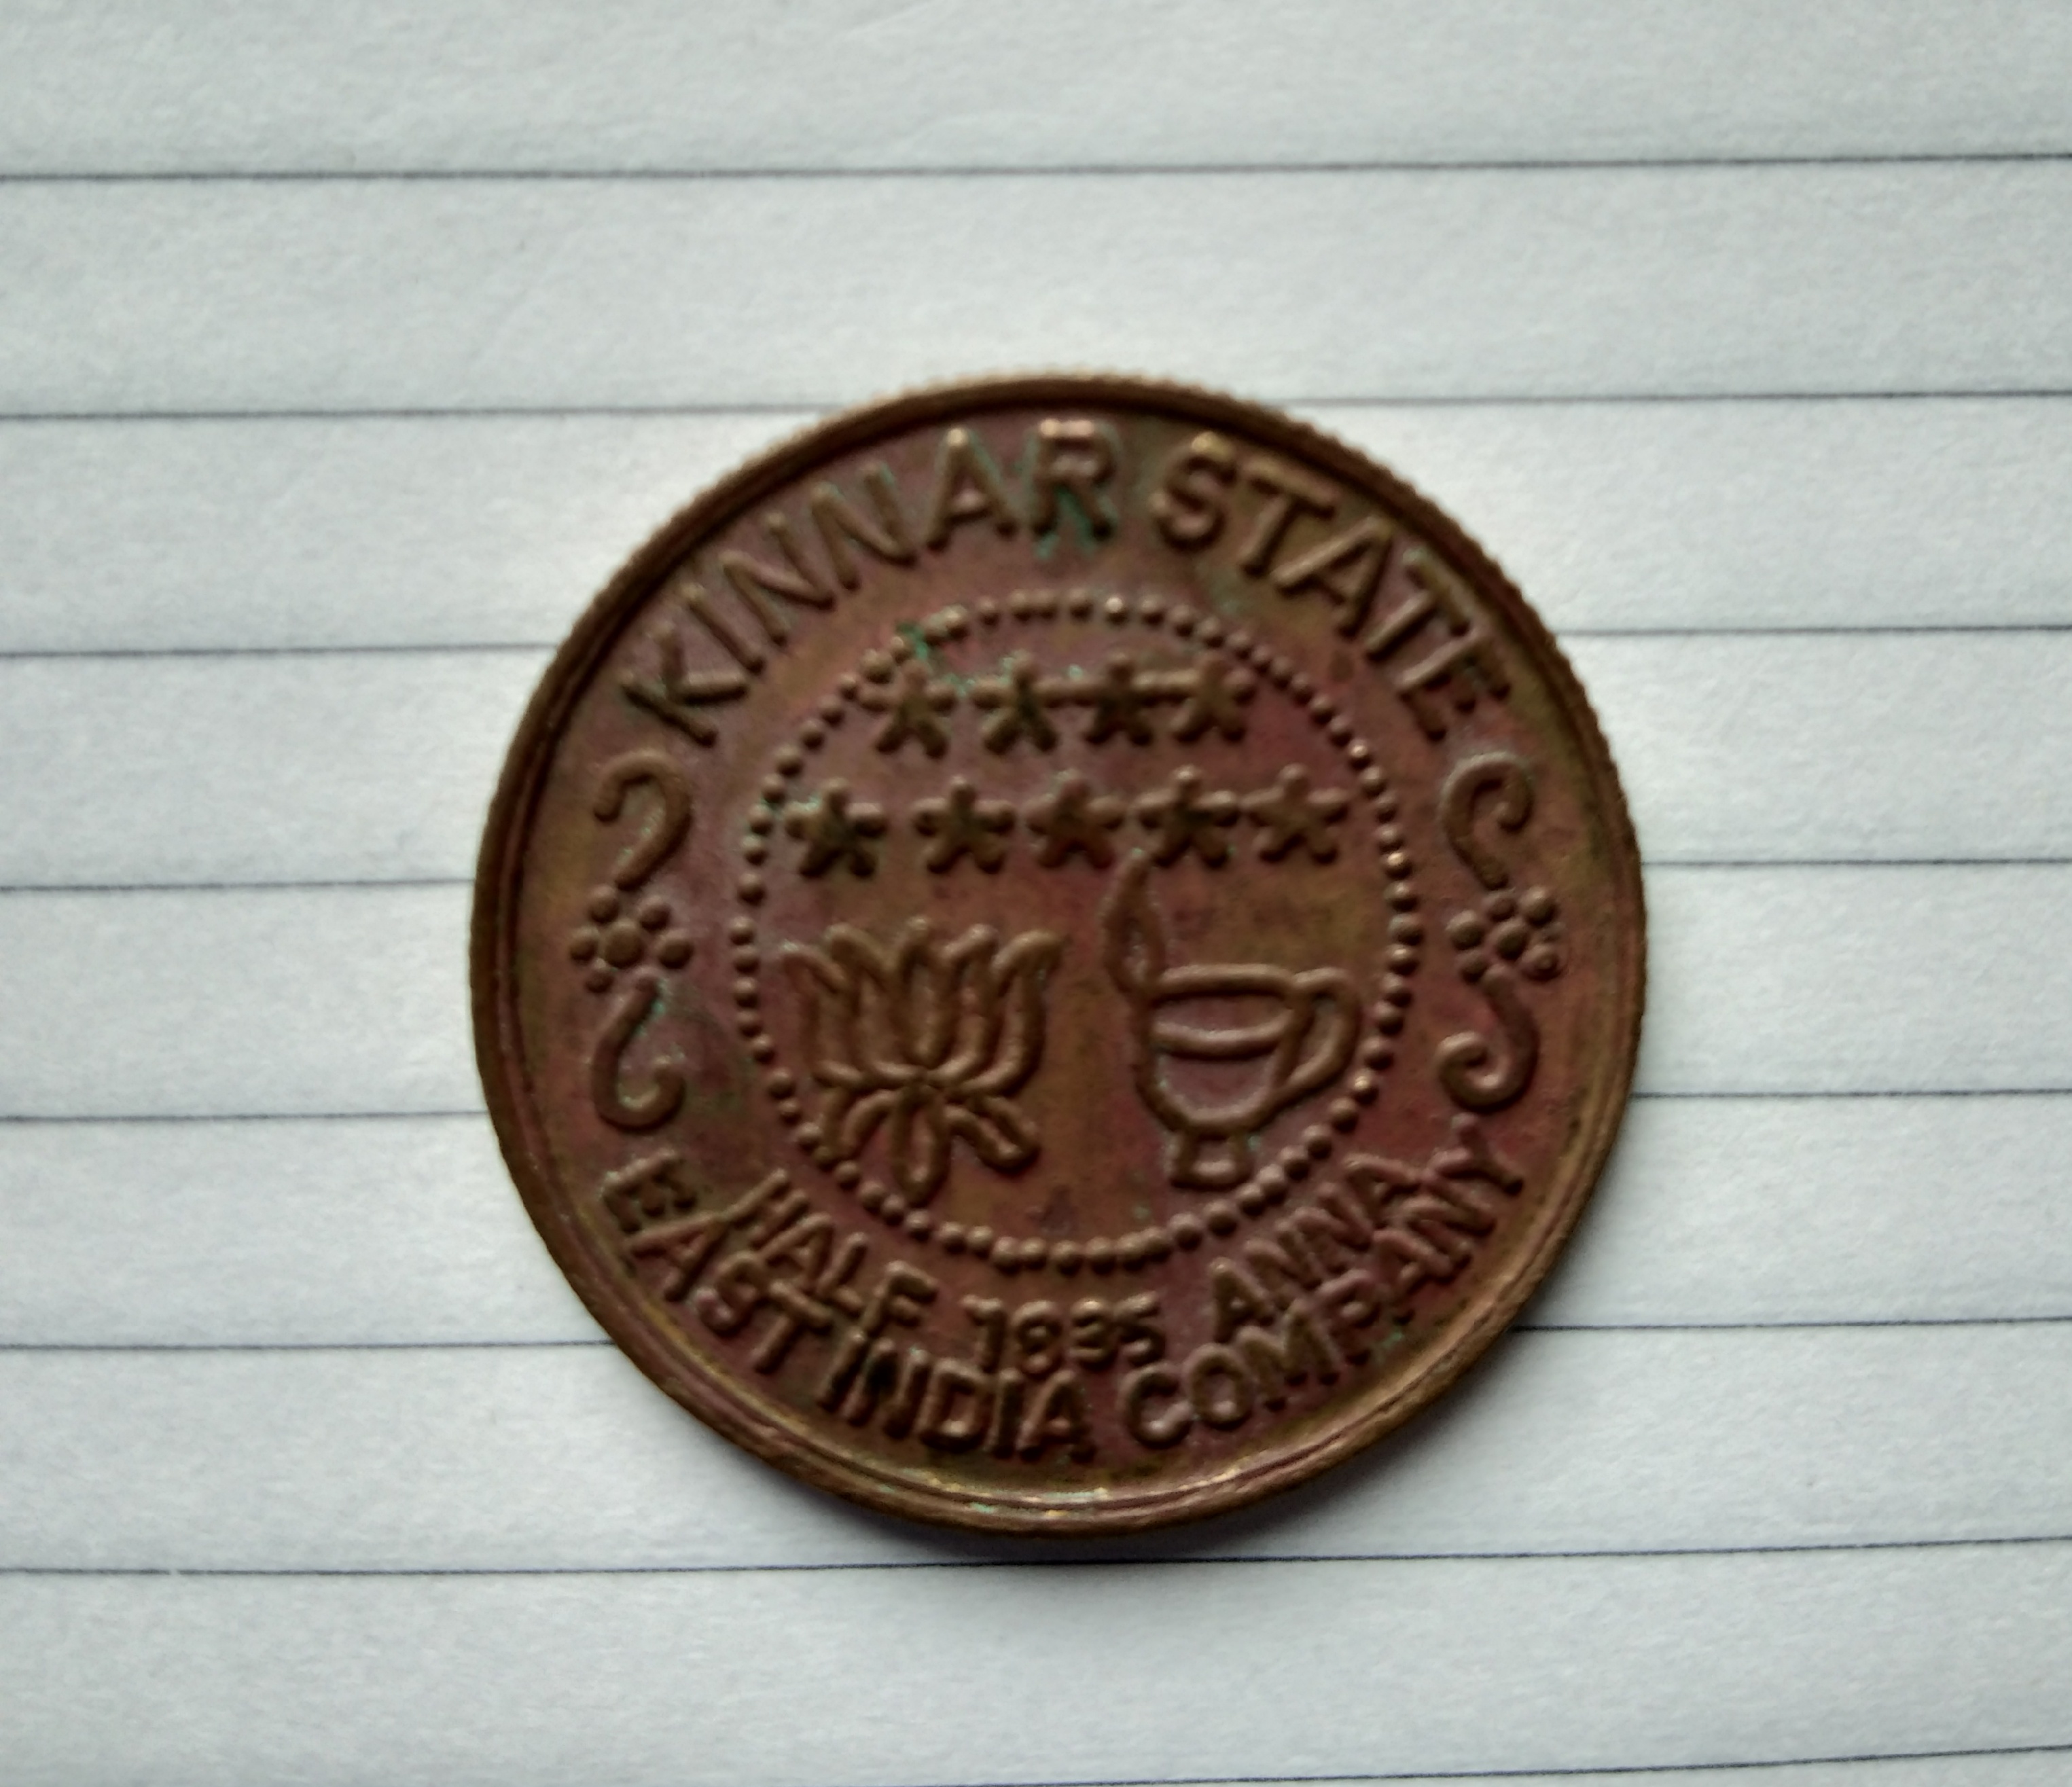 KINNAR STATE
HALF 1835 ANNA
EAST INDIA COMPANY